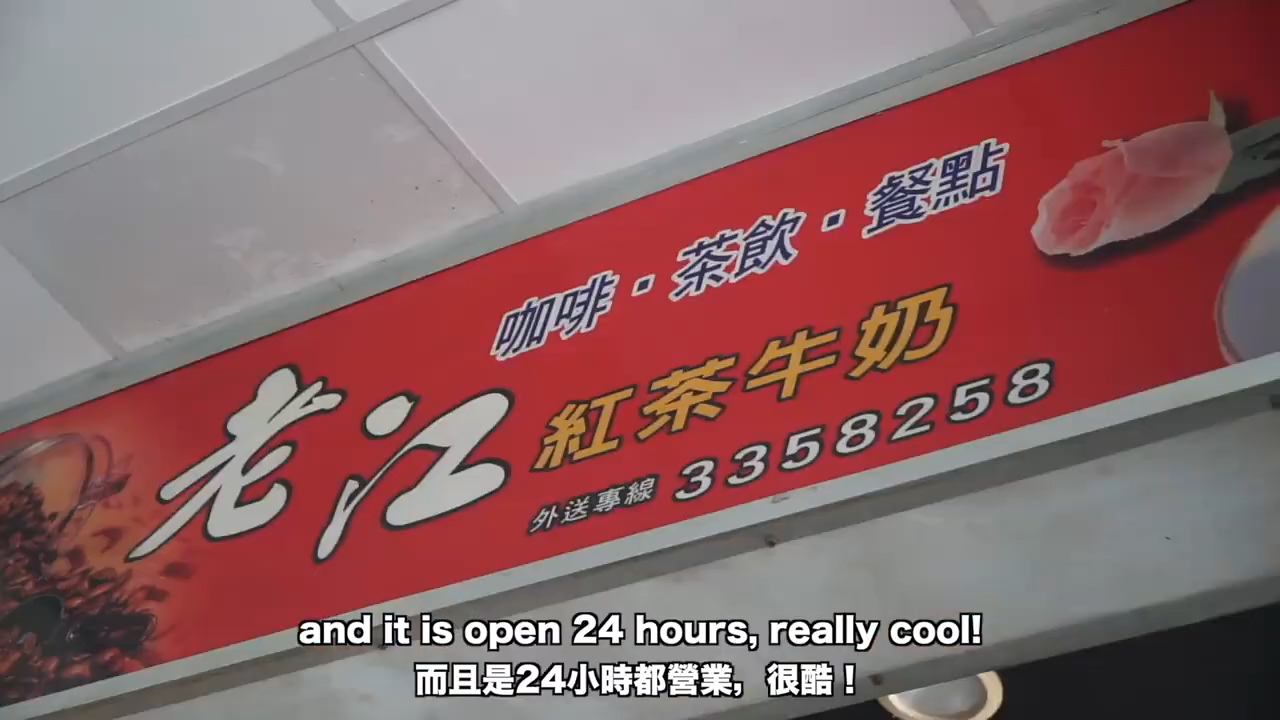 咖啡·茶飲·餐點
老江 紅茶牛奶
外送專線 3358258
and it is open 24 hours, really cool!
而且是24小時都營業，很酷！